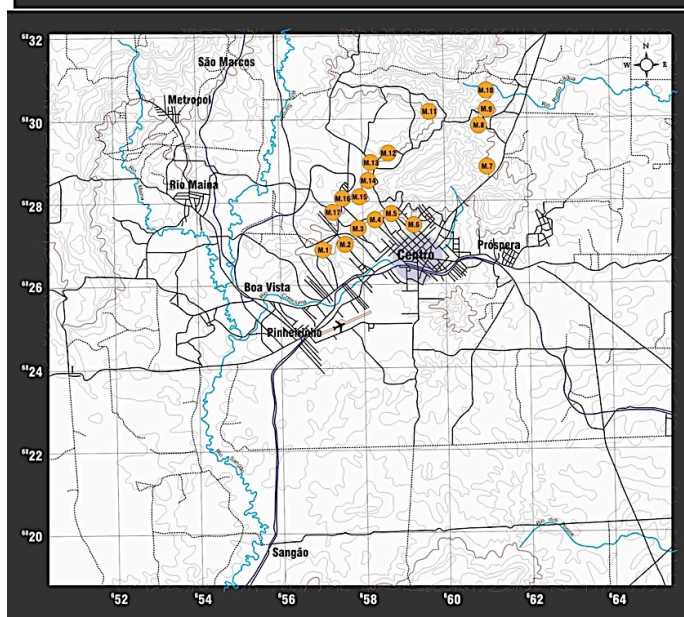 ⁶32
N
São Marcos
W E
S
M.10
Metropol
M.9
⁶30
M.11
M.8
M.12
M.13
M.7
M.14
Rio Maina
M.16
M.15
⁶28
M.17
M.5
M.4
M.6
M.3
M.1
M.2
Centro
Próspera
⁶26
Boa Vista
Pinheirinho
⁶24
⁶22
⁶20
Sangão
⁶52
⁶54
⁶56
⁶58
⁶60
⁶62
⁶64